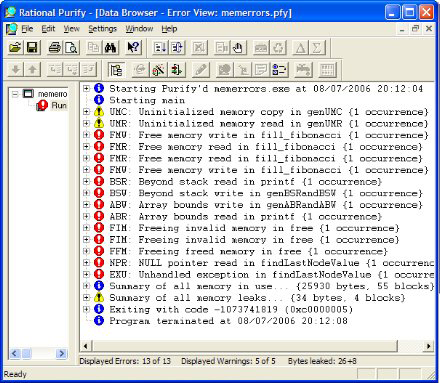 Rational Purify - [Data Browser - Error View: memerrors.pfy]
File Edit View Settings Window Help
memerro
Run
Starting Purify'd memerrors.exe at 08/07/2006 20:12:04
Starting main
UMC: Uninitialized memory copy in genUMC {1 occurrence}
UMR: Uninitialized memory read in genUMR {1 occurrence}
FMW: Free memory write in fill_fibonacci {1 occurrence}
FMR: Free memory read in fill_fibonacci {1 occurrence}
FMR: Free memory read in fill_fibonacci {1 occurrence}
FMW: Free memory write in fill_fibonacci {1 occurrence}
BSR: Beyond stack read in printf {1 occurrence}
BSW: Beyond stack write in genBSRandBSW {1 occurrence}
ABW: Array bounds write in genABRandABW {1 occurrence}
ABR: Array bounds read in printf {1 occurrence}
FIM: Freeing invalid memory in free {1 occurrence}
FIM: Freeing invalid memory in free {1 occurrence}
FFM: Freeing freed memory in free {1 occurrence}
NPR: NULL pointer read in findLastNodeValue {1 occurrenc
EXU: Unhandled exception in findLastNodeValue {1 occurre
Summary of all memory in use... {25930 bytes, 55 blocks}
Summary of all memory leaks... {34 bytes, 4 blocks}
Exiting with code -1073741819 (0xc0000005)
Program terminated at 08/07/2006 20:12:08
Displayed Errors: 13 of 13 Displayed Warnings: 5 of 5 Bytes leaked: 26+8
Ready